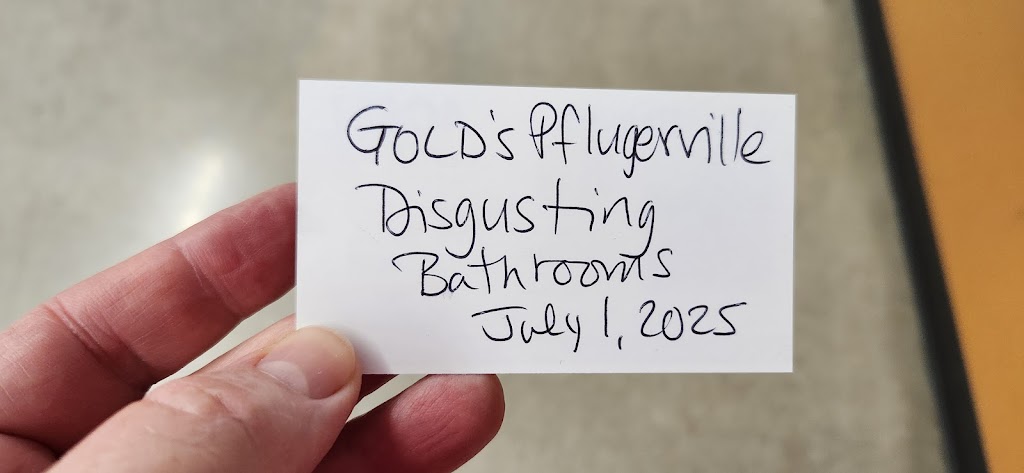 GOLD's Pflugerville
Disgusting
Bathrooms
July 1, 2025